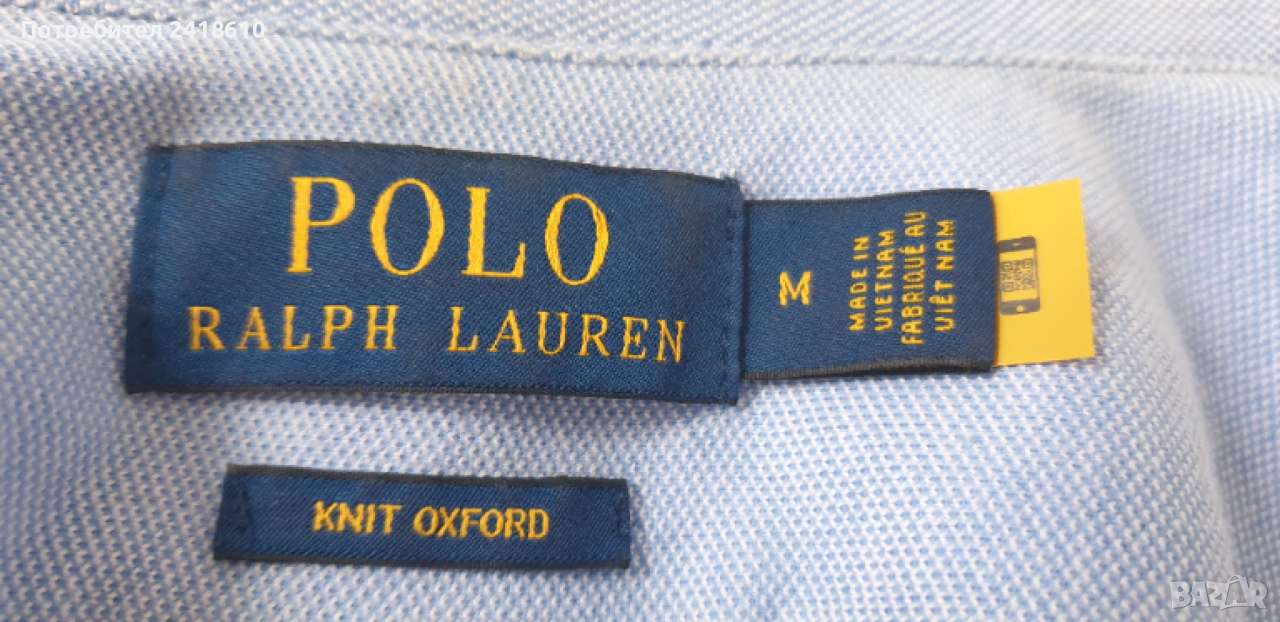 Потребител 2418610
POLO
RALPH LAUREN
M
MADE IN
VIETNAM
FABRIQUÉ AU
VIÊT NAM
KNIT OXFORD
BAZAR